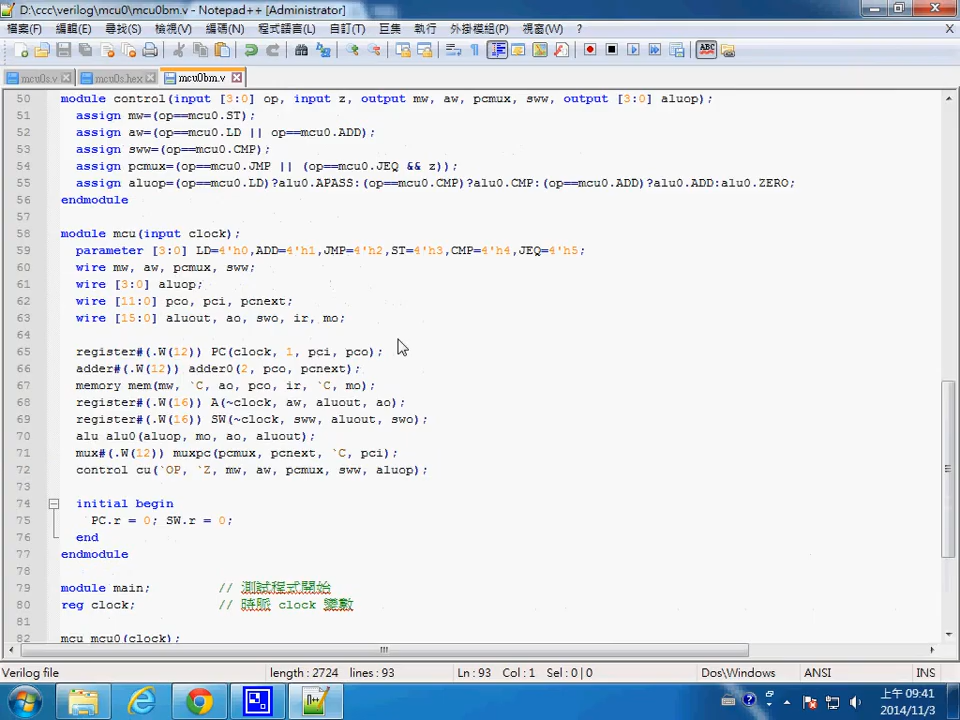 D:\ccc\verilog\mcu0\mcu0bm.v - Notepad++ [Administrator]
檔案(F) 編輯(E) 尋找(S) 檢視(V) 編碼(N) 程式語言(L) 自訂(T) 巨集 執行 外掛模組(P) 視窗(W) ? X
mcu0s.v mcu0s.hex mcu0bm.v
50 module control(input [3:0] op, input z, output mw, aw, pcmux, sww, output [3:0] aluop);
51 assign mw=(op==mcu0.ST);
52 assign aw=(op==mcu0.LD || op==mcu0.ADD);
53 assign sww=(op==mcu0.CMP);
54 assign pcmux=(op==mcu0.JMP || (op==mcu0.JEQ && z));
55 assign aluop=(op==mcu0.LD)?alu0.APASS:(op==mcu0.CMP)?alu0.CMP:(op==mcu0.ADD)?alu0.ADD:alu0.ZERO;
56 endmodule
57
58 module mcu(input clock);
59 parameter [3:0] LD=4'h0,ADD=4'h1,JMP=4'h2,ST=4'h3,CMP=4'h4,JEQ=4'h5;
60 wire mw, aw, pcmux, sww;
61 wire [3:0] aluop;
62 wire [11:0] pco, pci, pcnext;
63 wire [15:0] aluout, ao, swo, ir, mo;
64
65 register#(.W(12)) PC(clock, 1, pci, pco);
66 adder#(.W(12)) adder0(2, pco, pcnext);
67 memory mem(mw, `C, ao, pco, ir, `C, mo);
68 register#(.W(16)) A(~clock, aw, aluout, ao);
69 register#(.W(16)) SW(~clock, sww, aluout, swo);
70 alu alu0(aluop, mo, ao, aluout);
71 mux#(.W(12)) muxpc(pcmux, pcnext, `C, pci);
72 control cu(`OP, `Z, mw, aw, pcmux, sww, aluop);
73
74 initial begin
75 PC.r = 0; SW.r = 0;
76 end
77 endmodule
78
79 module main; // 測試程式開始
80 reg clock; // 時脈 clock 變數
81
82 mcu mcu0(clock);
Verilog file length : 2724 lines : 93 Ln : 93 Col : 1 Sel : 0 | 0 Dos\Windows ANSI INS
上午 09:41
2014/11/3